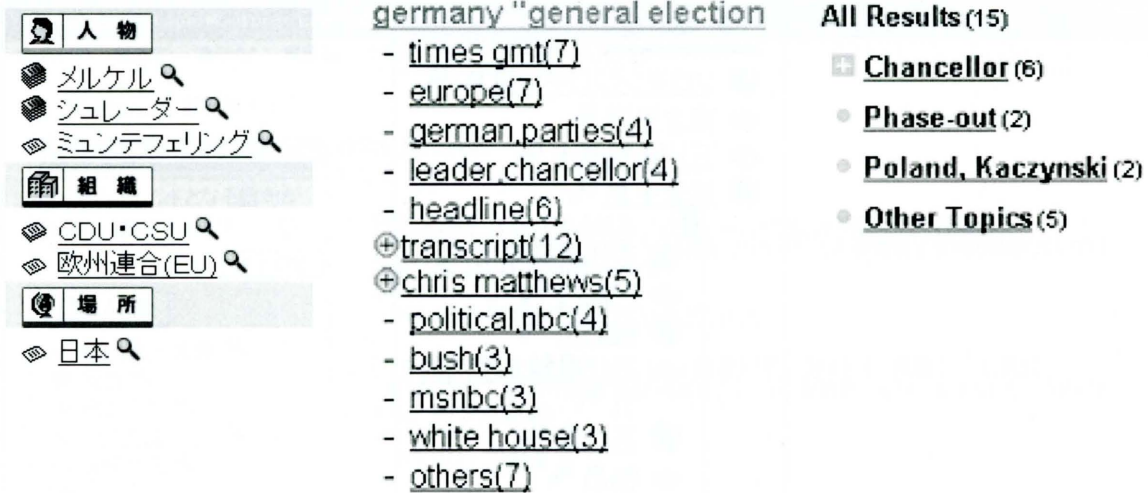 人 物
メルケル
シュレーダー
ミュンテフェリング
組 織
CDU・CSU
欧州連合(EU)
場 所
日本
germany "general election
- times gmt(7)
- europe(7)
- german,parties(4)
- leader,chancellor(4)
- headline(6)
transcript(12)
chris matthews(5)
- political,nbc(4)
- bush(3)
- msnbc(3)
- white house(3)
- others(7)
All Results (15)
Chancellor (6)
Phase-out (2)
Poland, Kaczynski (2)
Other Topics (5)